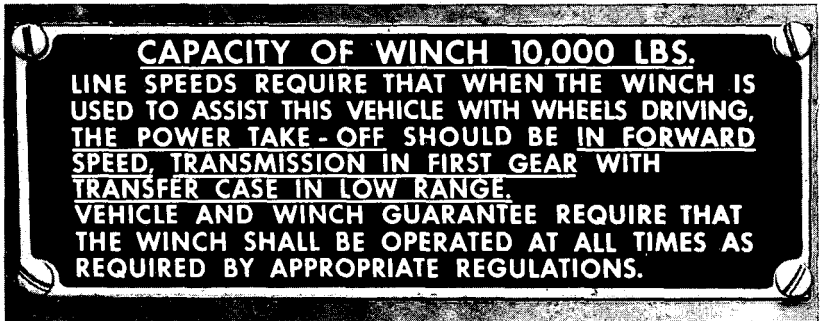 CAPACITY OF WINCH 10,000 LBS.
LINE SPEEDS REQUIRE THAT WHEN THE WINCH IS
USED TO ASSIST THIS VEHICLE WITH WHEELS DRIVING,
THE POWER TAKE-OFF SHOULD BE IN FORWARD
SPEED, TRANSMISSION IN FIRST GEAR WITH
TRANSFER CASE IN LOW RANGE.
VEHICLE AND WINCH GUARANTEE REQUIRE THAT
THE WINCH SHALL BE OPERATED AT ALL TIMES AS
REQUIRED BY APPROPRIATE REGULATIONS.